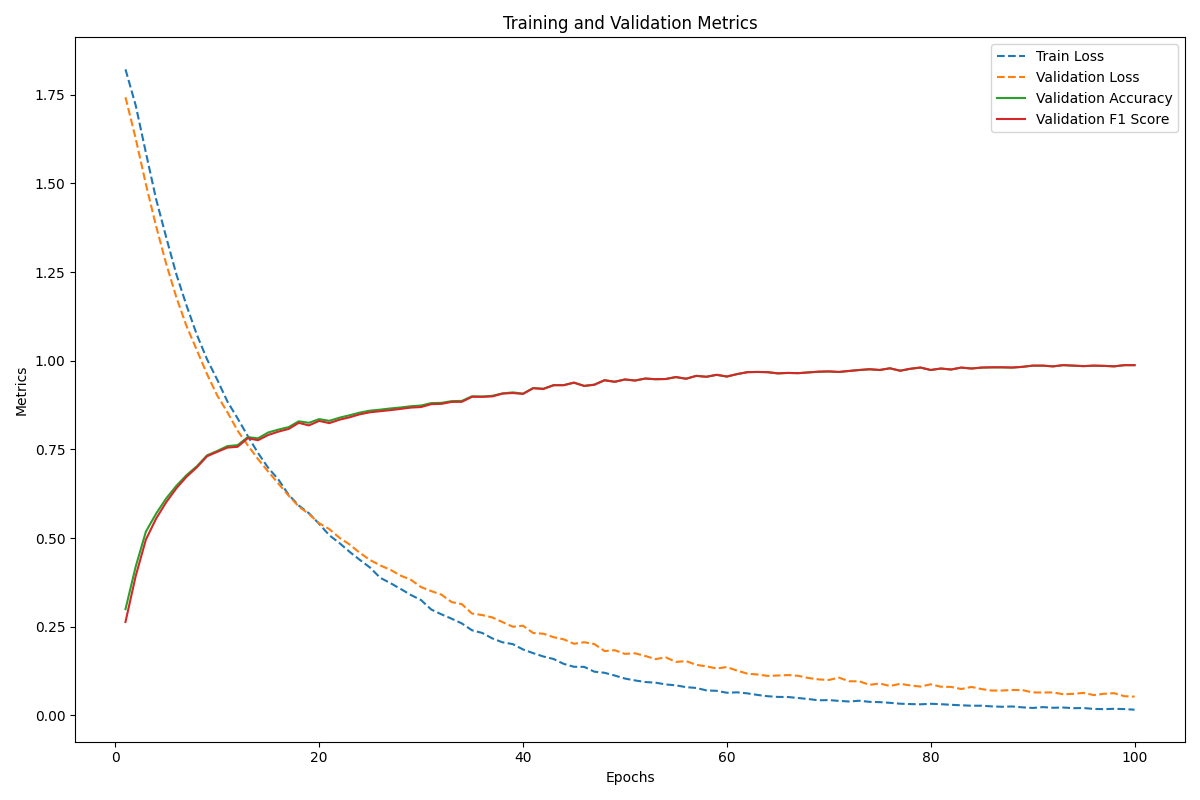 Training and Validation Metrics
Train Loss
Validation Loss
Validation Accuracy
Validation F1 Score
Metrics
1.75
1.50
1.25
1.00
0.75
0.50
0.25
0.00
0 20 40 60 80 100
Epochs